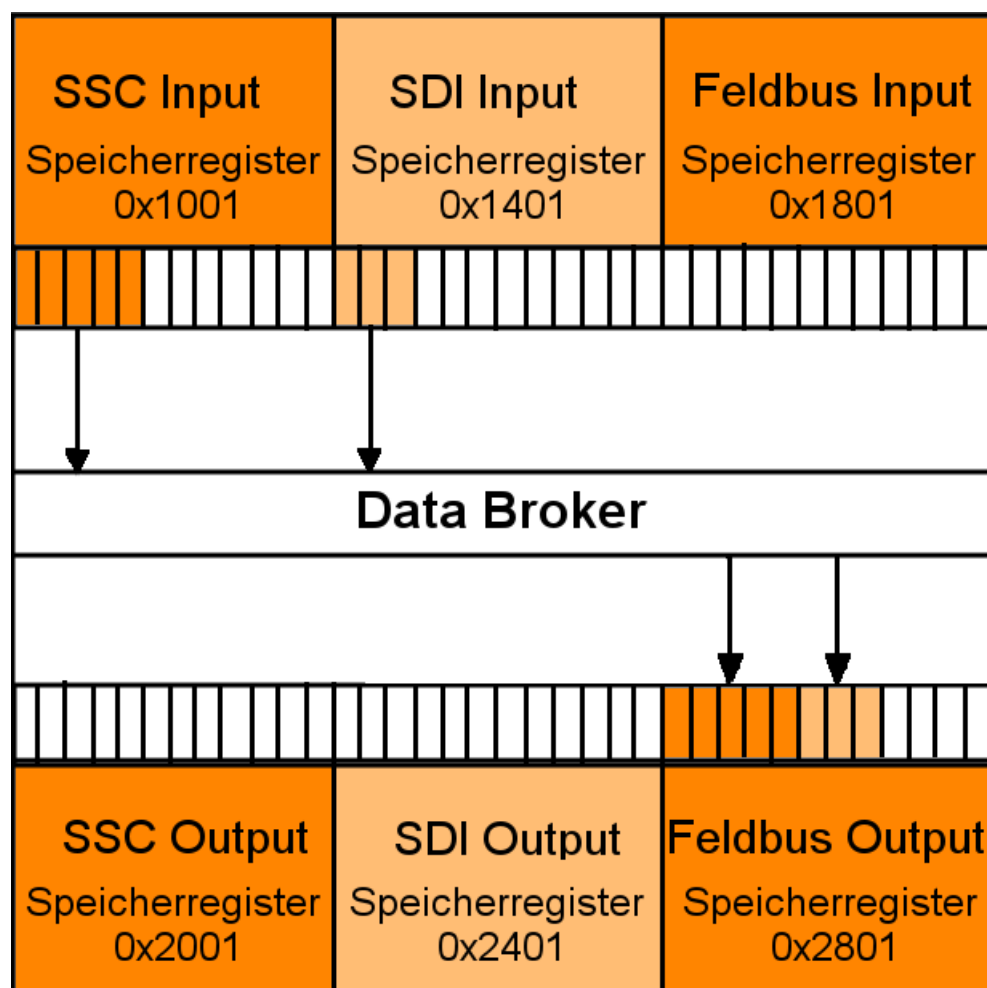 SSC Input
Speicherregister
0x1001
SDI Input
Speicherregister
0x1401
Feldbus Input
Speicherregister
0x1801
Data Broker
SSC Output
Speicherregister
0x2001
SDI Output
Speicherregister
0x2401
Feldbus Output
Speicherregister
0x2801